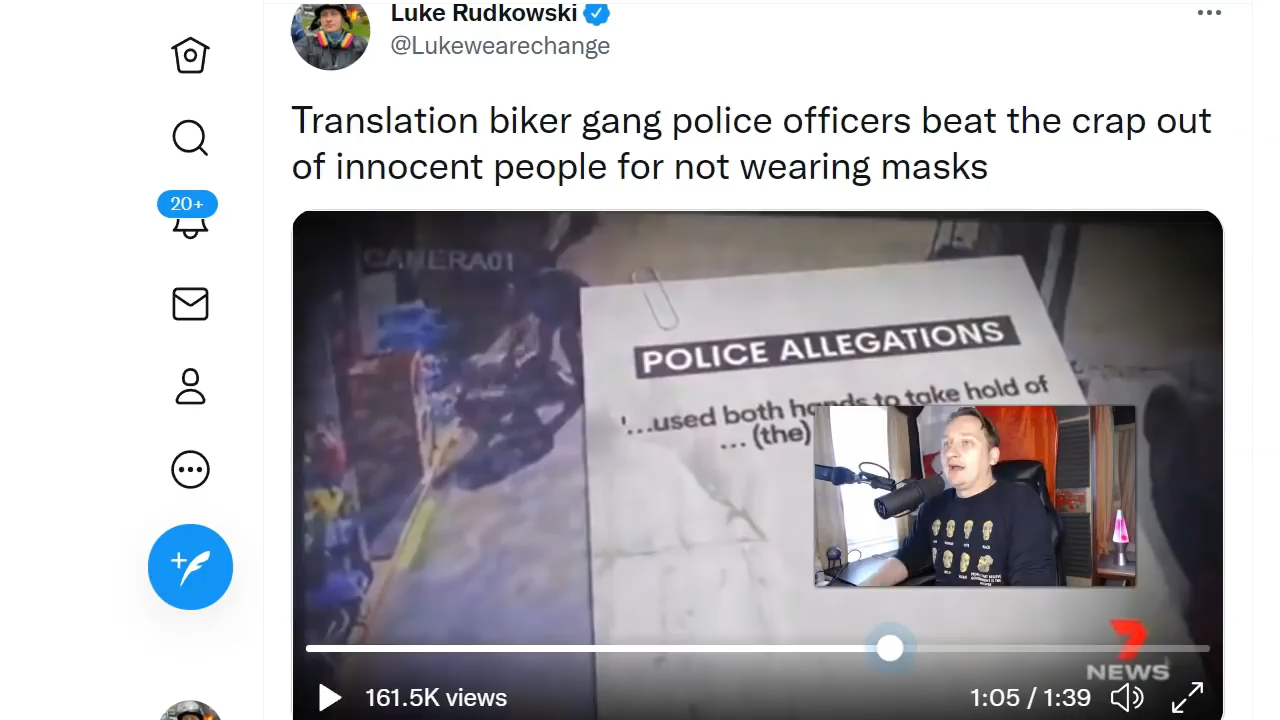 Luke Rudkowski
@Lukewearechange
Translation biker gang police officers beat the crap out
of innocent people for not wearing masks
20+
CAMERA01
POLICE ALLEGATIONS
'...used both hands to take hold of
... (the)
7
NEWS
161.5K views
1:05 / 1:39